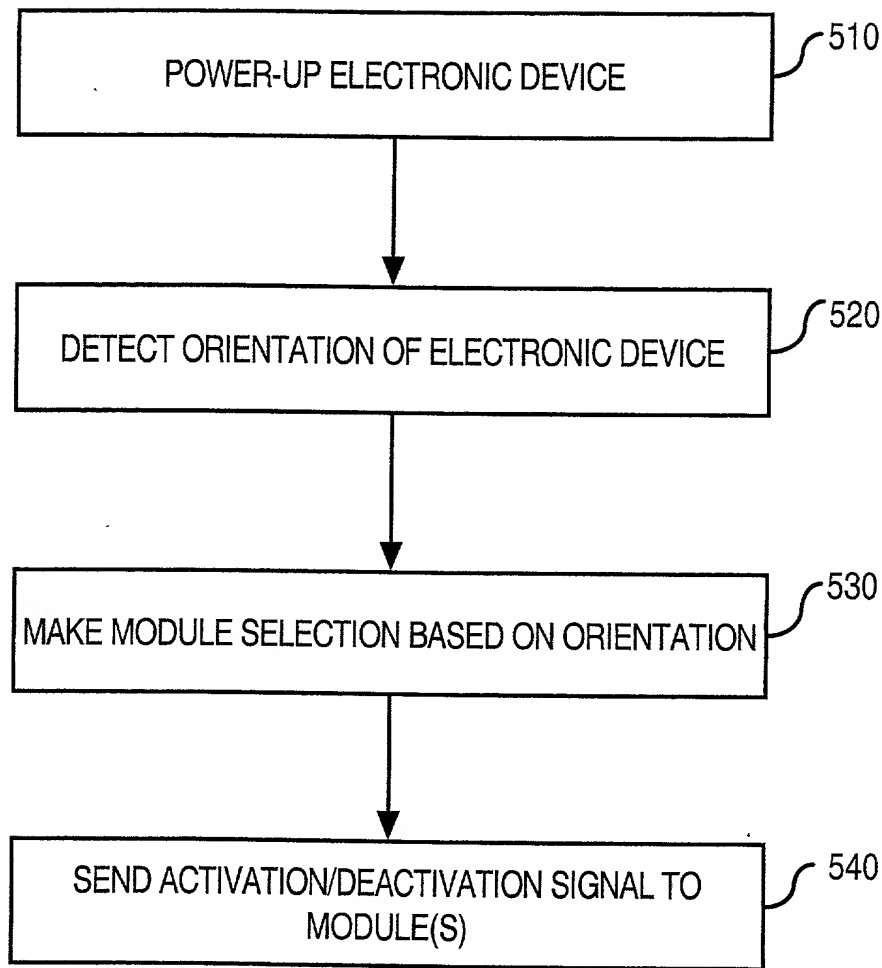 510
POWER-UP ELECTRONIC DEVICE
520
DETECT ORIENTATION OF ELECTRONIC DEVICE
530
MAKE MODULE SELECTION BASED ON ORIENTATION
540
SEND ACTIVATION/DEACTIVATION SIGNAL TO
MODULE(S)